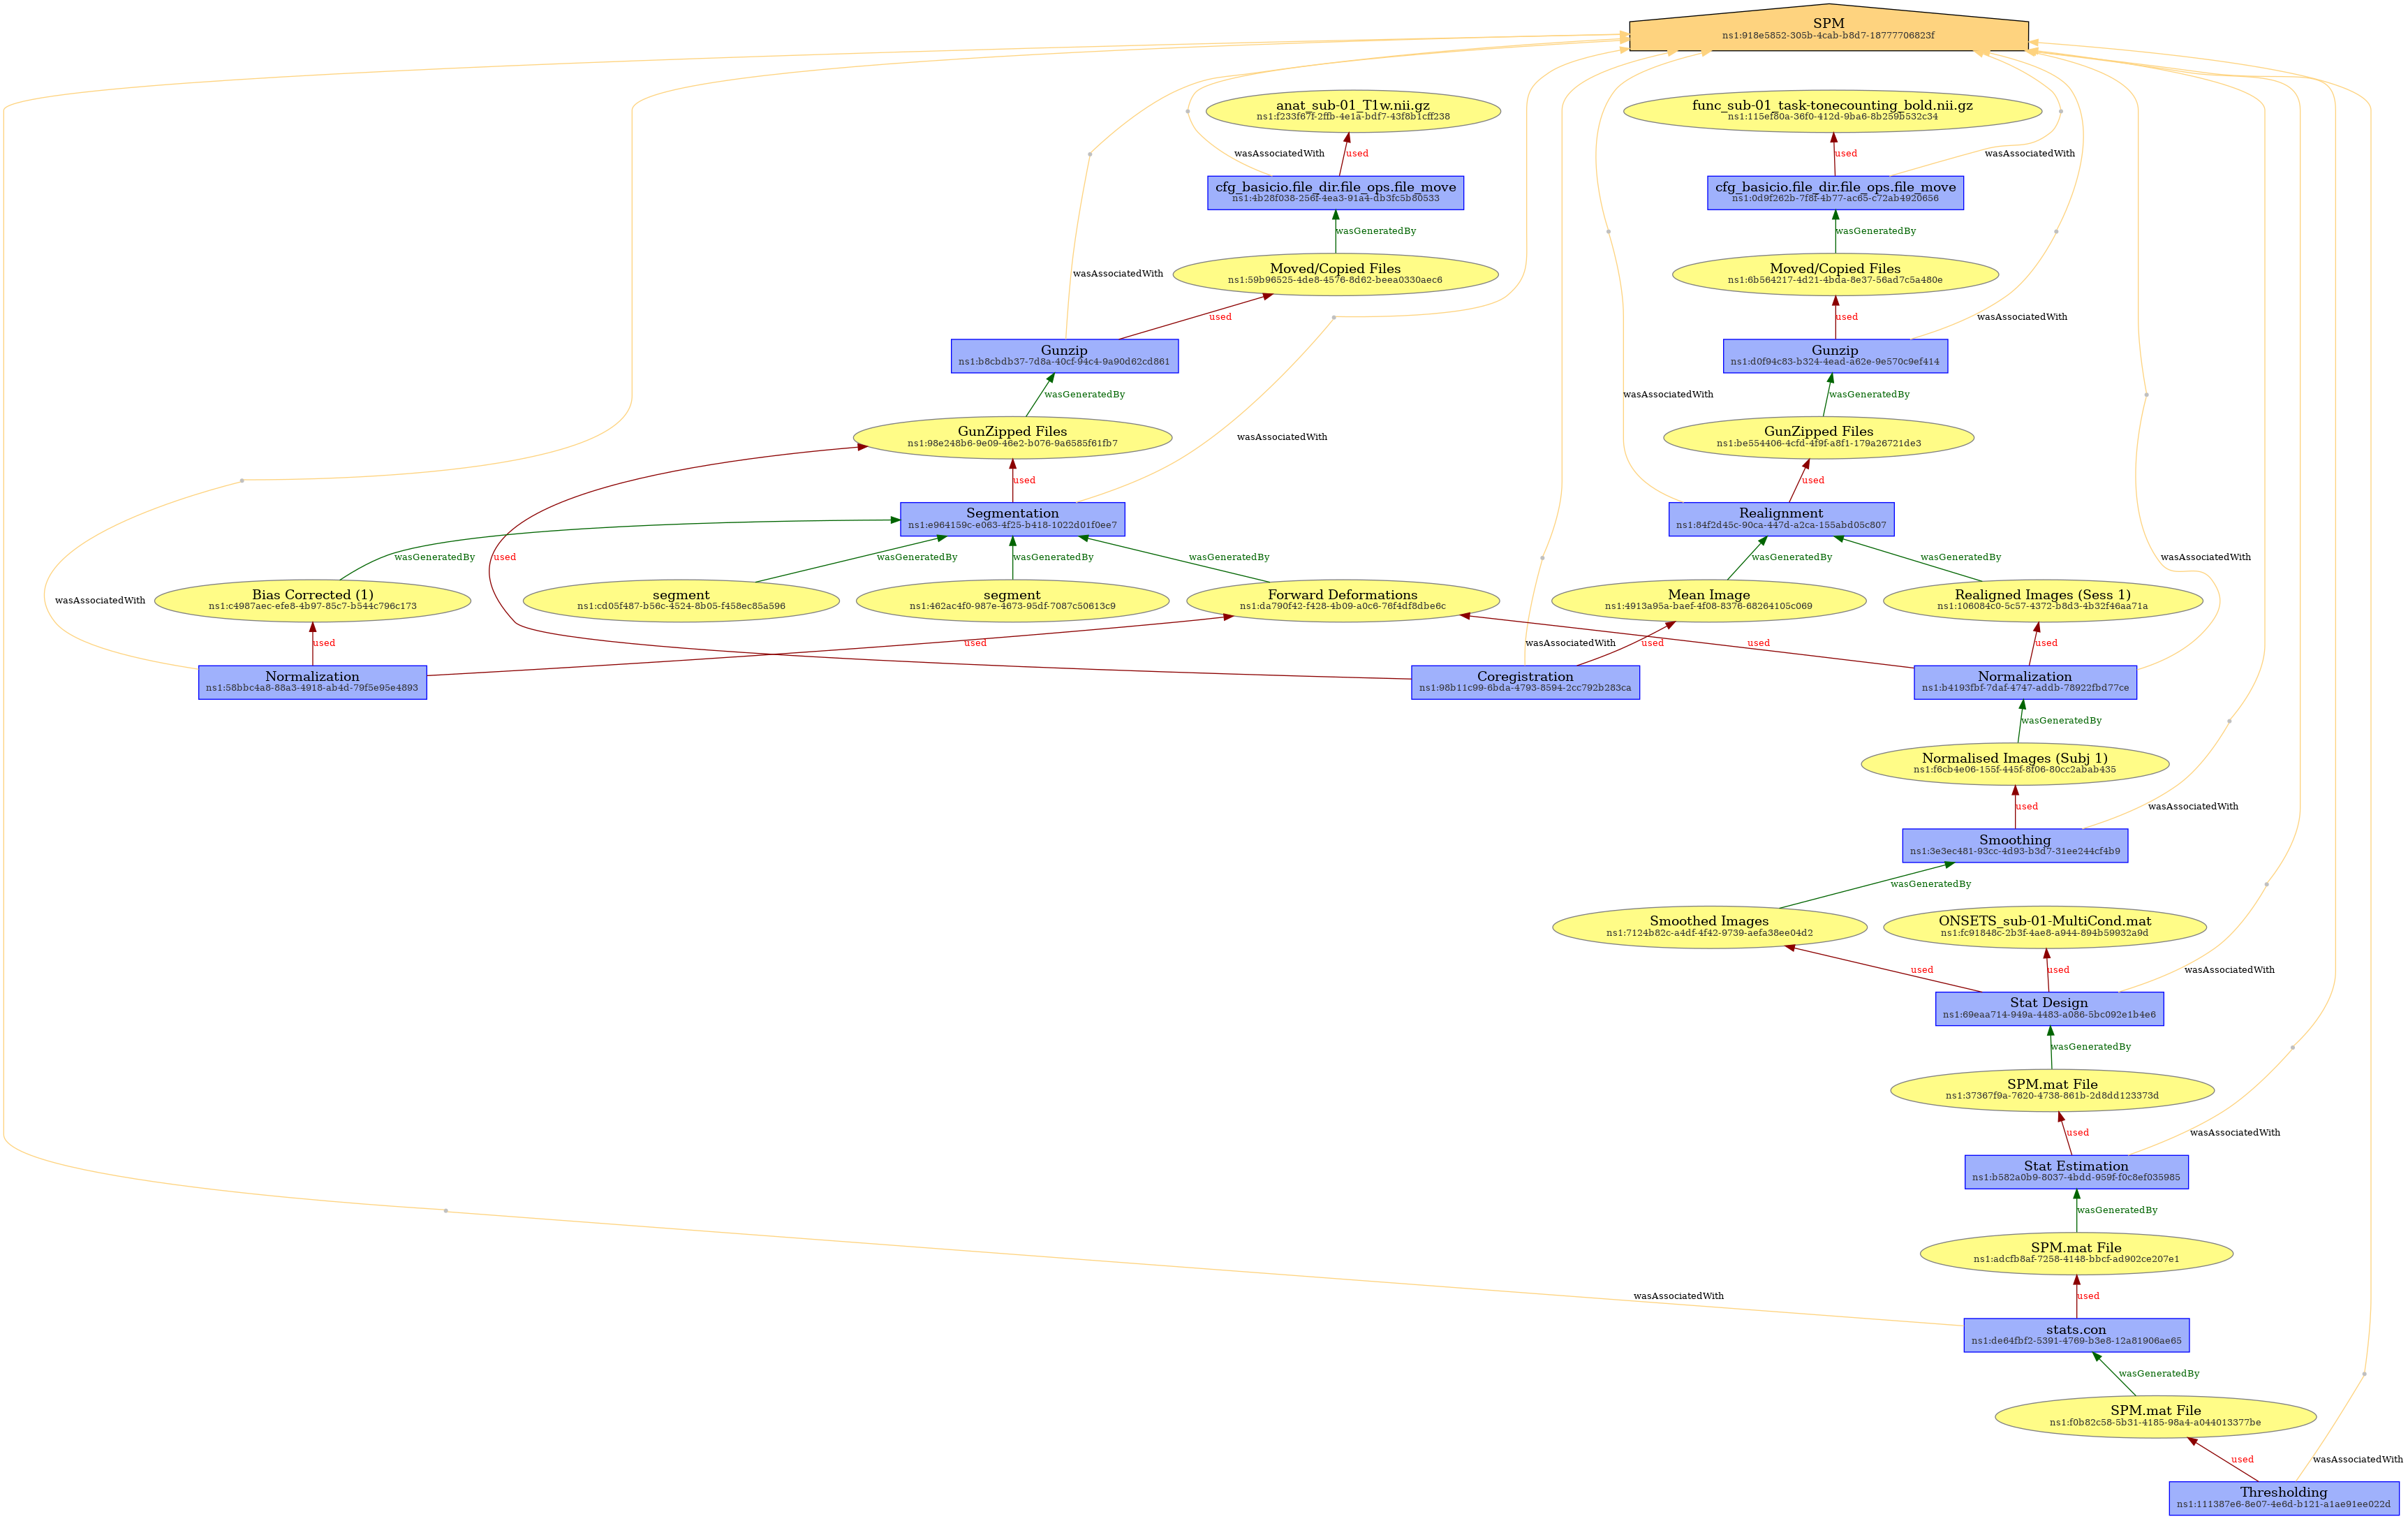 SPM
ns1:918e5852-305b-4cab-b8d7-18777706823f
anat_sub-01_T1w.nii.gz
ns1:f233f67f-2ffb-4e1a-bdf7-43f8b1cff238
func_sub-01_task-tonecounting_bold.nii.gz
ns1:115ef80a-36f0-412d-9ba6-8b259b532c34
wasAssociatedWith
used
used
wasAssociatedWith
cfg_basicio.file_dir.file_ops.file_move
ns1:4b28f038-256f-4ea3-91a4-db3fc5b80533
cfg_basicio.file_dir.file_ops.file_move
ns1:0d9f262b-7f8f-4b77-ac65-c72ab4920656
wasGeneratedBy
wasGeneratedBy
wasAssociatedWith
Moved/Copied Files
ns1:59b96525-4de8-4576-8d62-beea0330aec6
Moved/Copied Files
ns1:6b564217-4d21-4bda-8e37-56ad7c5a480e
used
used
wasAssociatedWith
Gunzip
ns1:b8cbdb37-7d8a-40cf-94c4-9a90d62cd861
Gunzip
ns1:d0f94c83-b324-4ead-a62e-9e570c9ef414
wasGeneratedBy
wasAssociatedWith
wasGeneratedBy
GunZipped Files
ns1:98e248b6-9e09-46e2-b076-9a6585f61fb7
wasAssociatedWith
GunZipped Files
ns1:be554406-4cfd-4f9f-a8f1-179a26721de3
used
used
Segmentation
ns1:e964159c-e063-4f25-b418-1022d01f0ee7
Realignment
ns1:84f2d45c-90ca-447d-a2ca-155abd05c807
wasGeneratedBy
used
wasGeneratedBy
wasGeneratedBy
wasGeneratedBy
wasGeneratedBy
wasGeneratedBy
wasAssociatedWith
wasAssociatedWith
Bias Corrected (1)
ns1:c4987aec-efe8-4b97-85c7-b544c796c173
segment
ns1:cd05f487-b56c-4524-8b05-f458ec85a596
segment
ns1:462ac4f0-987e-4673-95df-7087c50613c9
Forward Deformations
ns1:da790f42-f428-4b09-a0c6-76f4df8dbe6c
Mean Image
ns1:4913a95a-baef-4f08-8376-68264105c069
Realigned Images (Sess 1)
ns1:106084c0-5c57-4372-b8d3-4b32f46aa71a
used
used
wasAssociatedWith
used
used
used
Normalization
ns1:58bbc4a8-88a3-4918-ab4d-79f5e95e4893
Coregistration
ns1:98b11c99-6bda-4793-8594-2cc792b283ca
Normalization
ns1:b4193fbf-7daf-4747-addb-78922fbd77ce
wasGeneratedBy
Normalised Images (Subj 1)
ns1:f6cb4e06-155f-445f-8f06-80cc2abab435
used
wasAssociatedWith
Smoothing
ns1:3e3ec481-93cc-4d93-b3d7-31ee244cf4b9
wasGeneratedBy
Smoothed Images
ns1:7124b82c-a4df-4f42-9739-aefa38ee04d2
ONSETS_sub-01-MultiCond.mat
ns1:fc91848c-2b3f-4ae8-a944-894b59932a9d
used
used
wasAssociatedWith
Stat Design
ns1:69eaa714-949a-4483-a086-5bc092e1b4e6
wasGeneratedBy
SPM.mat File
ns1:37367f9a-7620-4738-861b-2d8dd123373d
used
wasAssociatedWith
Stat Estimation
ns1:b582a0b9-8037-4bdd-959f-f0c8ef035985
wasGeneratedBy
SPM.mat File
ns1:adcfb8af-7258-4148-bbcf-ad902ce207e1
wasAssociatedWith
used
stats.con
ns1:de64fbf2-5391-4769-b3e8-12a81906ae65
wasGeneratedBy
SPM.mat File
ns1:f0b82c58-5b31-4185-98a4-a044013377be
used
wasAssociatedWith
Thresholding
ns1:111387e6-8e07-4e6d-b121-a1ae91ee022d